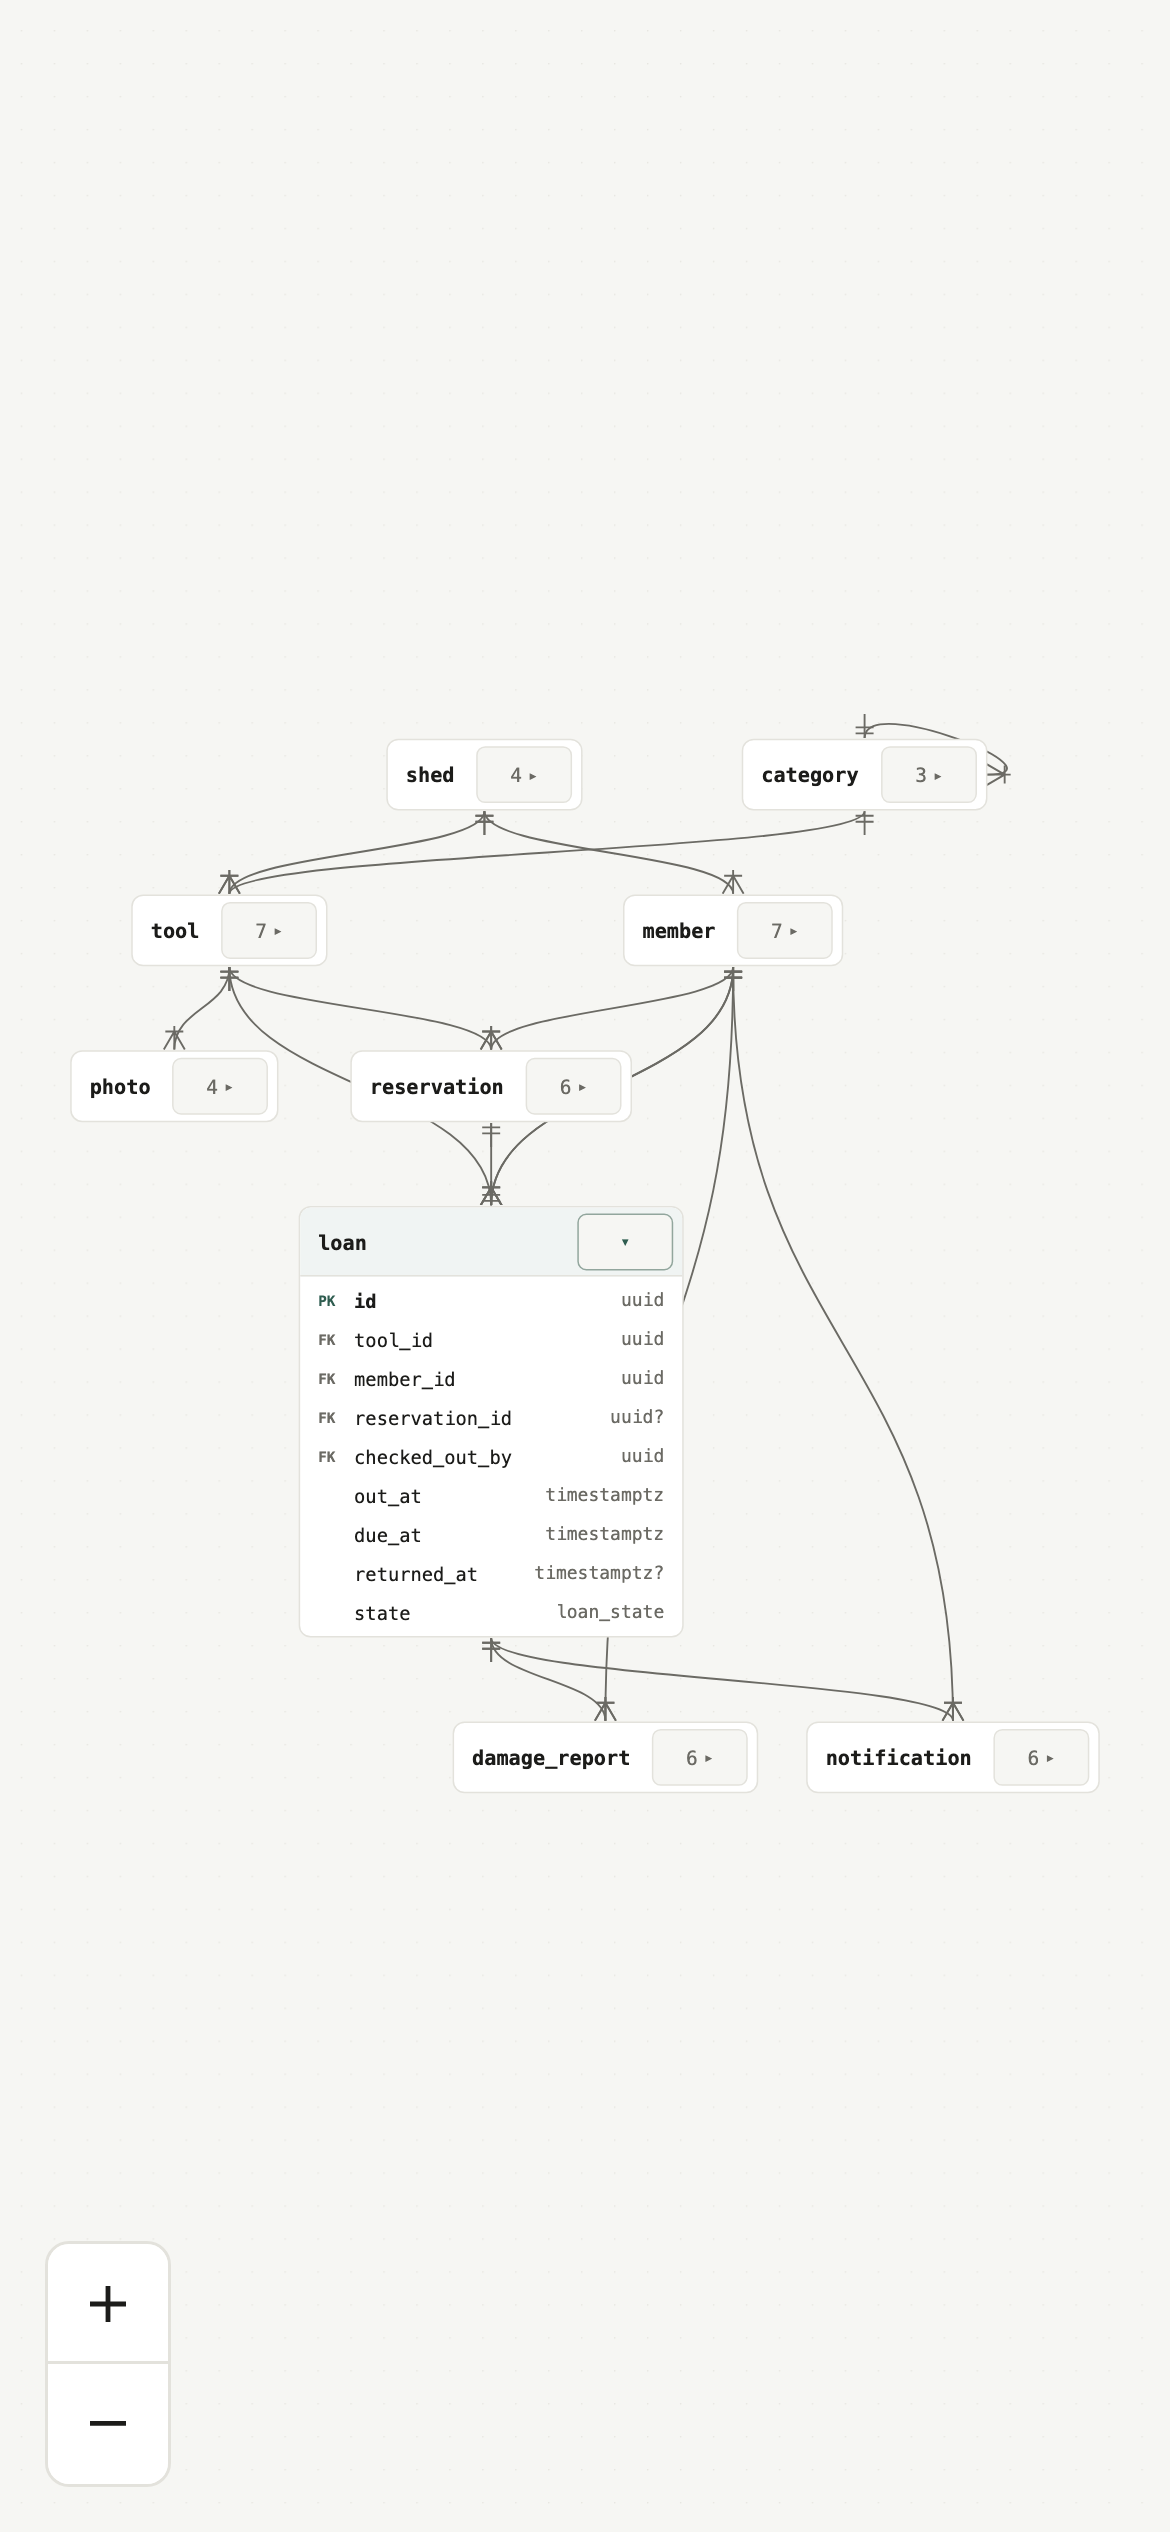 shed 4 ▸
category 3 ▸
tool 7 ▸
member 7 ▸
photo 4 ▸
reservation 6 ▸
loan ▾
PK id uuid
FK tool_id uuid
FK member_id uuid
FK reservation_id uuid?
FK checked_out_by uuid
out_at timestamptz
due_at timestamptz
returned_at timestamptz?
state loan_state
damage_report 6 ▸
notification 6 ▸
+
−